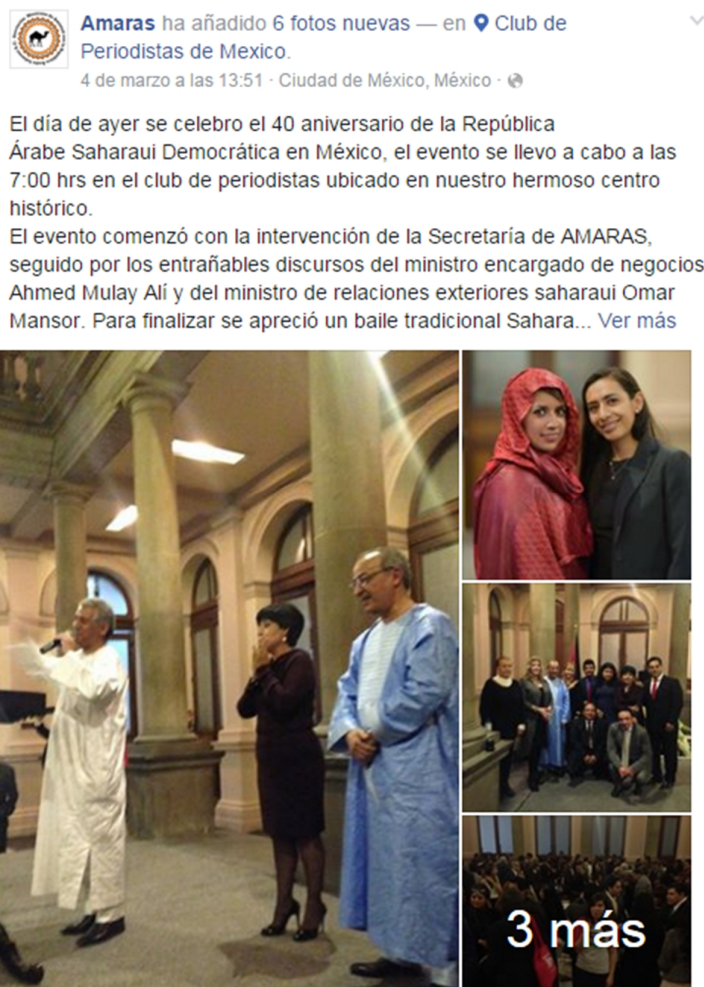 Amaras ha añadido 6 fotos nuevas — en Club de
Periodistas de Mexico.
4 de marzo a las 13:51 · Ciudad de México, México ·
El día de ayer se celebro el 40 aniversario de la República
Árabe Saharaui Democrática en México, el evento se llevo a cabo a las
7:00 hrs en el club de periodistas ubicado en nuestro hermoso centro
histórico.
El evento comenzó con la intervención de la Secretaría de AMARAS,
seguido por los entrañables discursos del ministro encargado de negocios
Ahmed Mulay Alí y del ministro de relaciones exteriores saharaui Omar
Mansor. Para finalizar se apreció un baile tradicional Sahara... Ver más
3 más